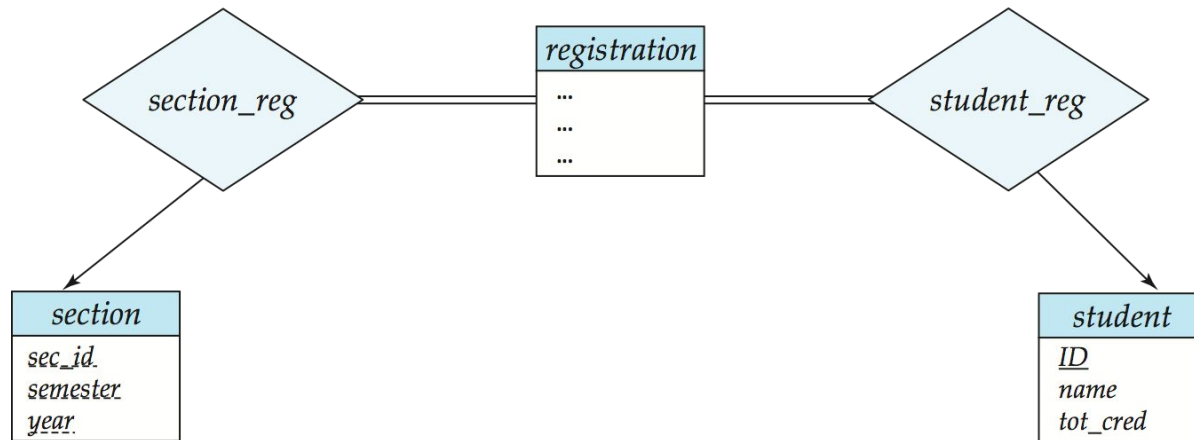 section_reg
registration
...
...
...
student_reg
section
sec_id
semester
year
student
ID
name
tot_cred